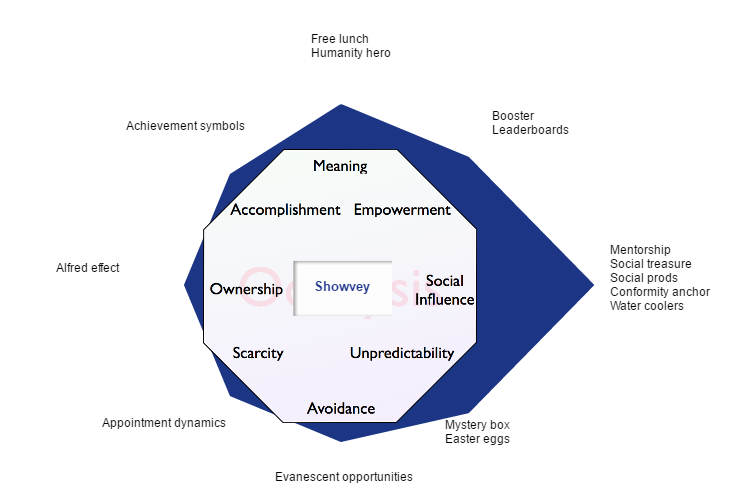 Free lunch
Humanity hero
Booster
Leaderboards
Achievement symbols
Meaning
Accomplishment
Empowerment
Mentorship
Social treasure
Social prods
Conformity anchor
Water coolers
Alfred effect
Ownership
Showvey
Social
Influence
Scarcity
Unpredictability
Avoidance
Appointment dynamics
Mystery box
Easter eggs
Evanescent opportunities